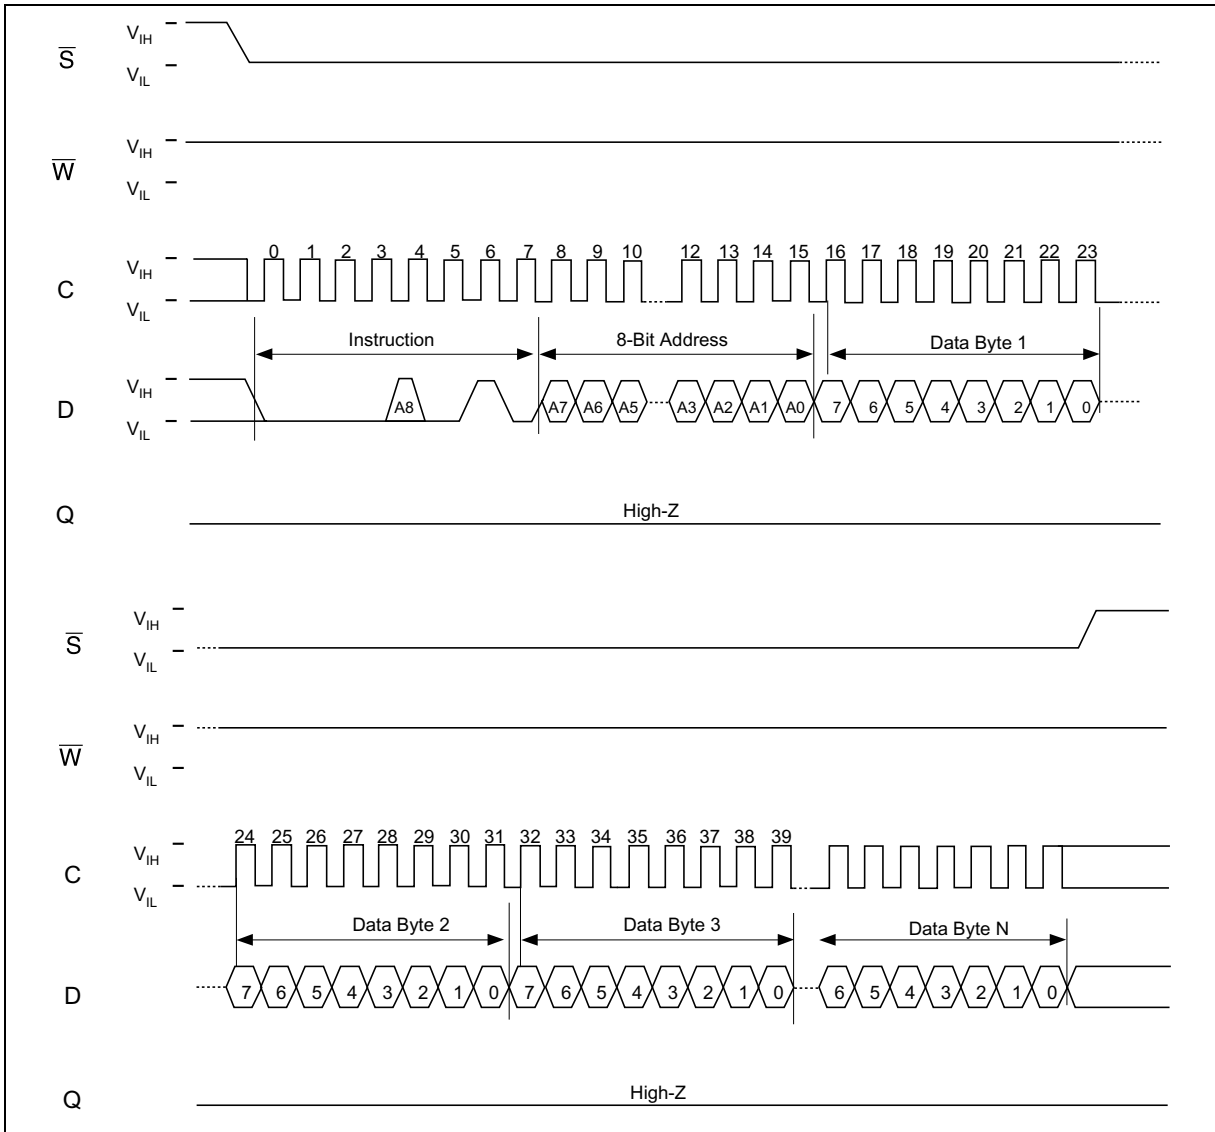 S̅ V_IH
V_IL
W̅ V_IH
V_IL
0 1 2 3 4 5 6 7 8 9 10 12 13 14 15 16 17 18 19 20 21 22 23
C V_IH
V_IL
Instruction 8-Bit Address Data Byte 1
D V_IH
V_IL
A8 A7 A6 A5 A3 A2 A1 A0 7 6 5 4 3 2 1 0
Q High-Z
S̅ V_IH
V_IL
W̅ V_IH
V_IL
24 25 26 27 28 29 30 31 32 33 34 35 36 37 38 39
C V_IH
V_IL
Data Byte 2 Data Byte 3 Data Byte N
D 7 6 5 4 3 2 1 0 7 6 5 4 3 2 1 0 6 5 4 3 2 1 0
Q High-Z